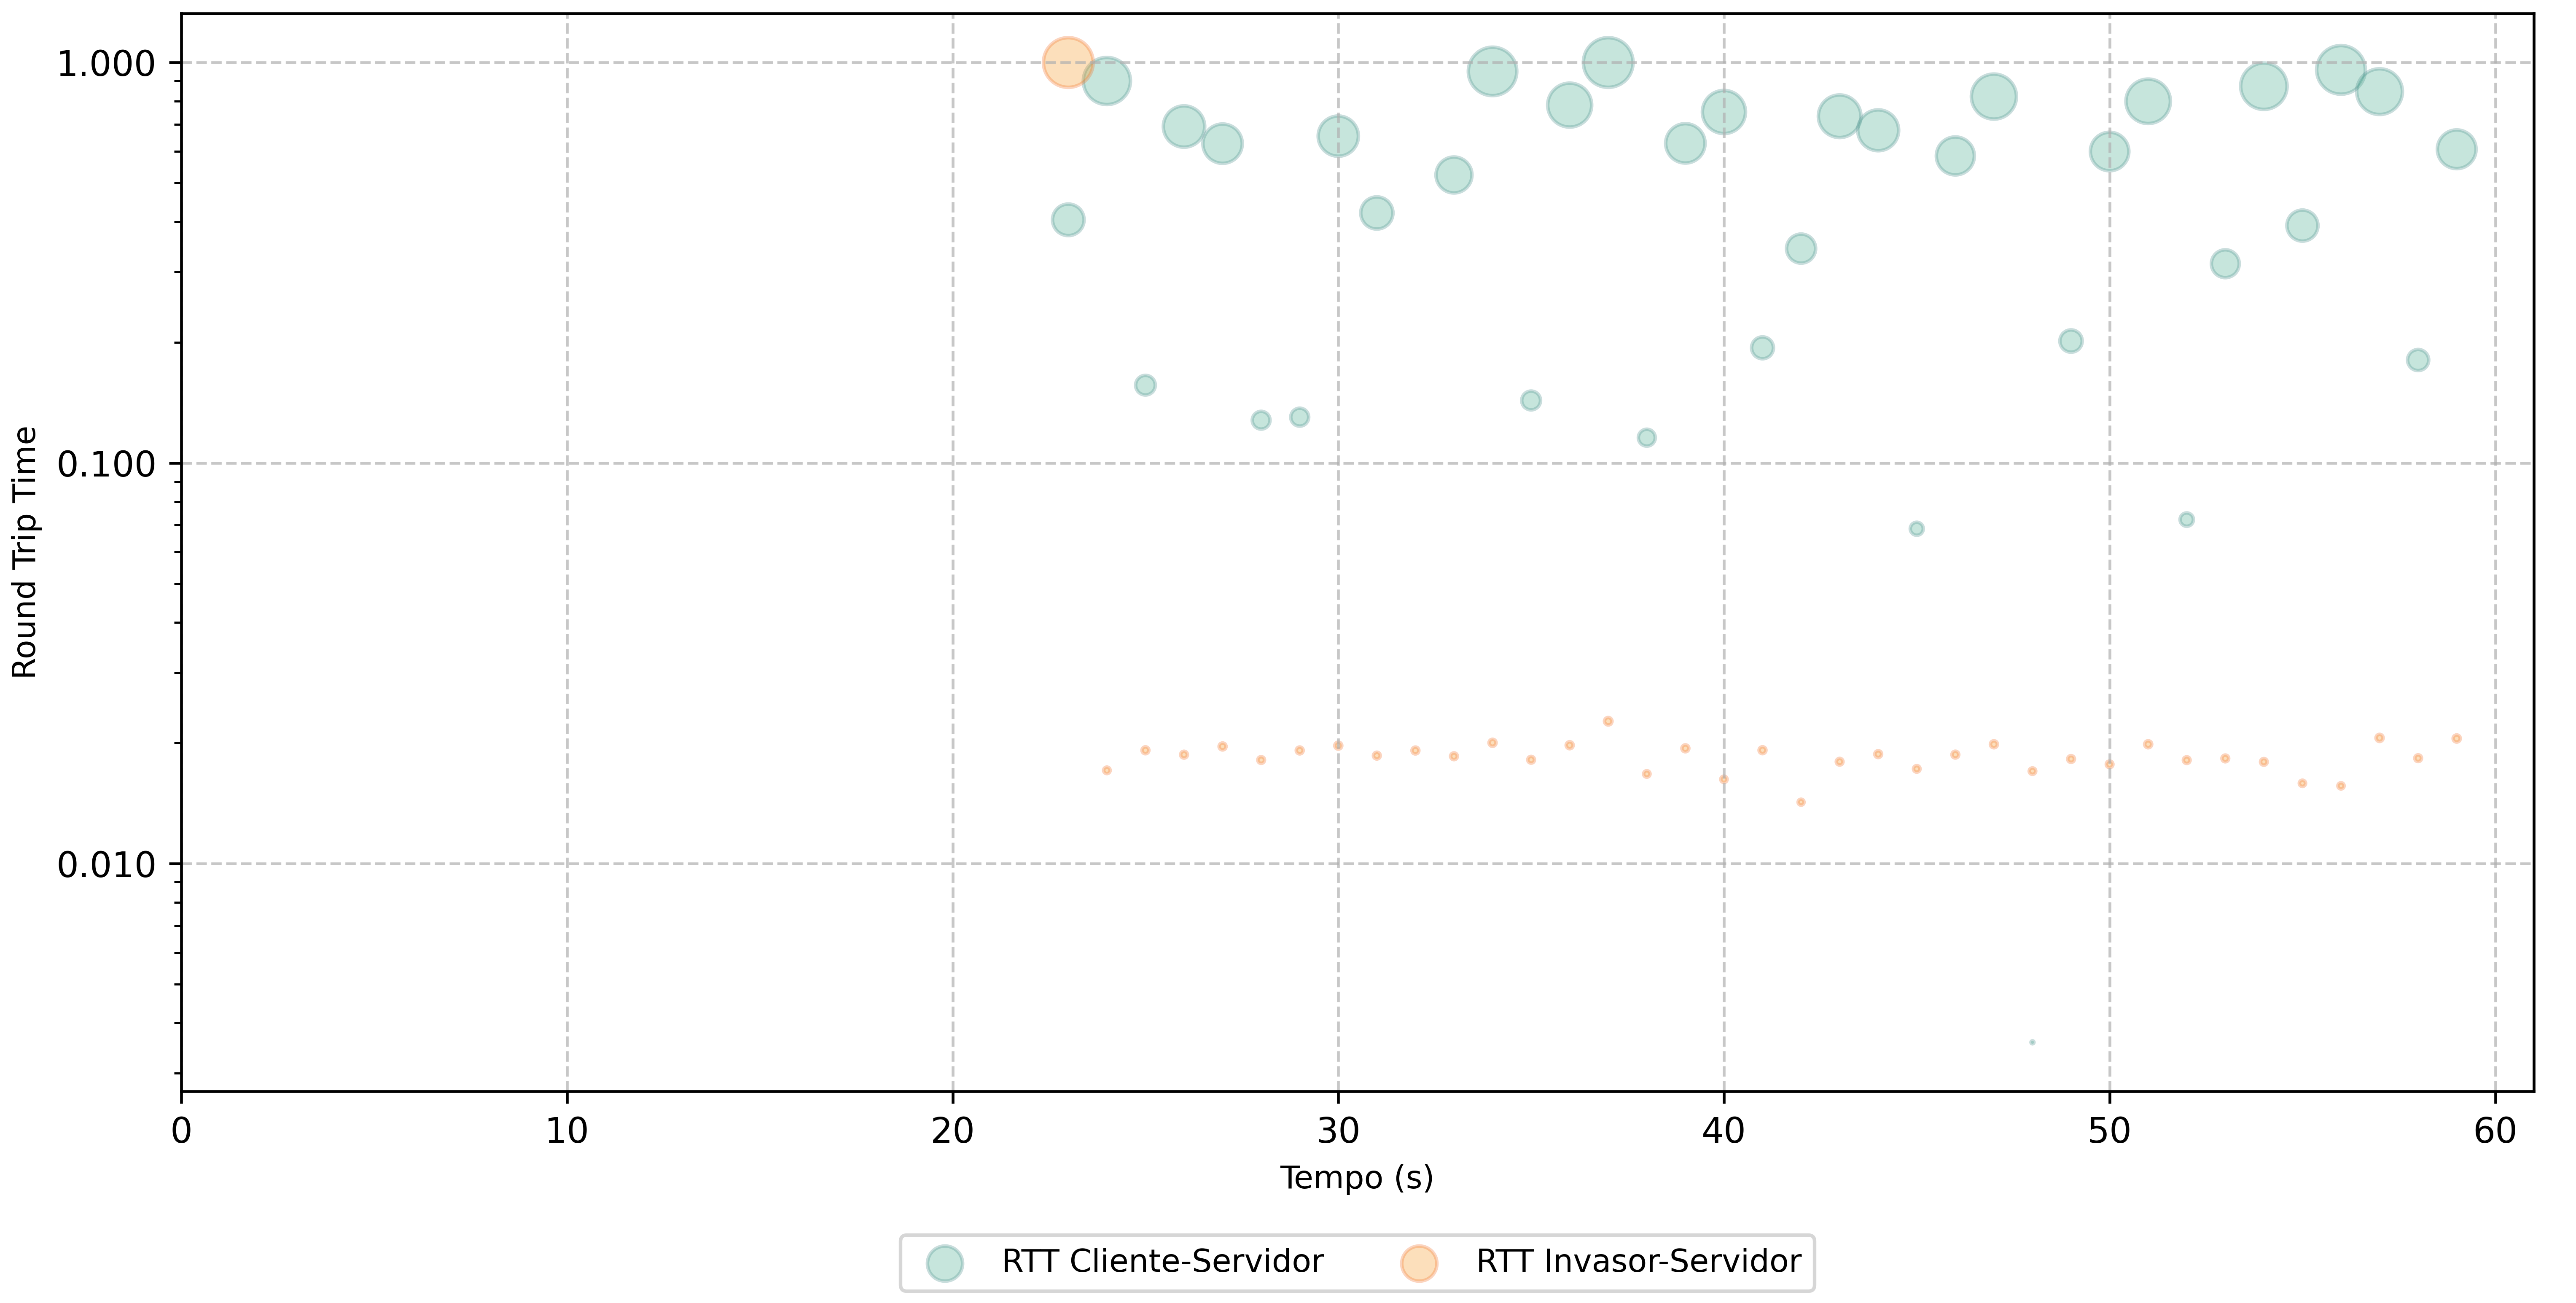 1.000
0.100
0.010
Round Trip Time
0 10 20 30 40 50 60
Tempo (s)
RTT Cliente-Servidor RTT Invasor-Servidor